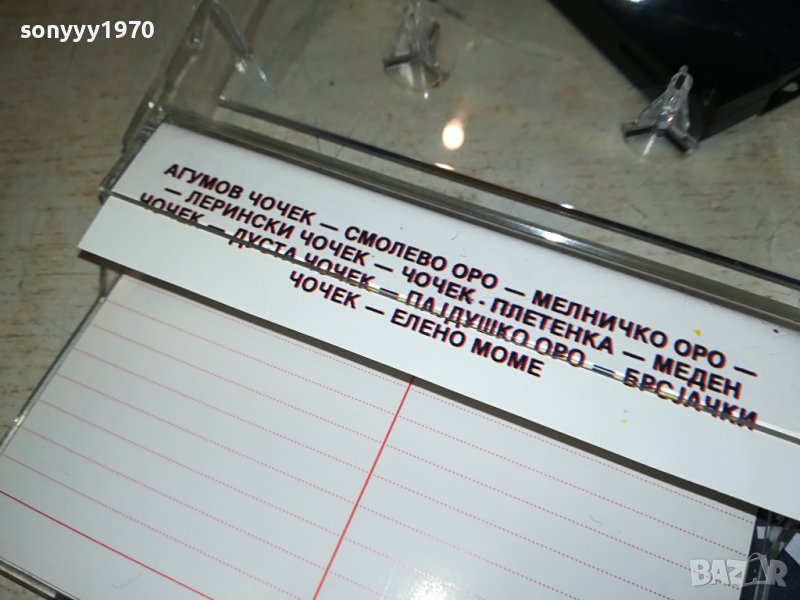 sonyyy1970
АГУМОВ ЧОЧЕК — СМОЛЕВО ОРО — МЕЛНИЧКО ОРО —
— ЛЕРИНСКИ ЧОЧЕК — ЧОЧЕК - ПЛЕТЕНКА — МЕДЕН
ЧОЧЕК — ДУСТА ЧОЧЕК — ПАЈДУШКО ОРО — БРСЈАЧКИ
ЧОЧЕК — ЕЛЕНО МОМЕ
BAZAR